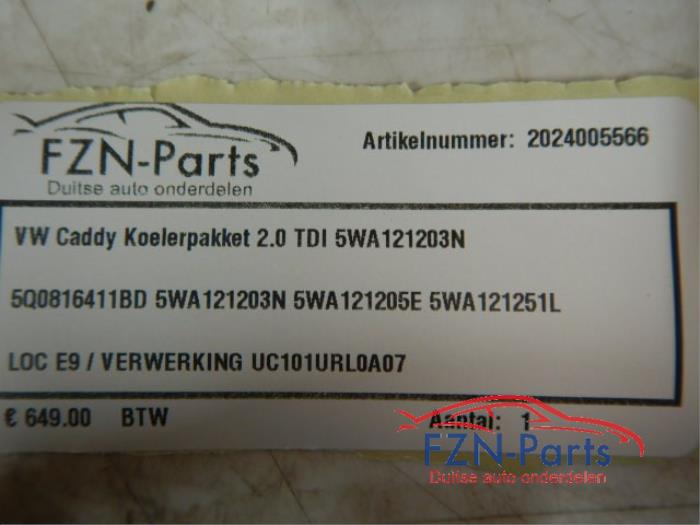 FZN-Parts
Duitse auto onderdelen
Artikelnummer: 2024005566
VW Caddy Koelerpakket 2.0 TDI 5WA121203N
5Q0816411BD 5WA121203N 5WA121205E 5WA121251L
LOC E9 / VERWERKING UC101URL0A07
€ 649.00 BTW Aantal: 1
FZN-Parts
Duitse auto onderdelen